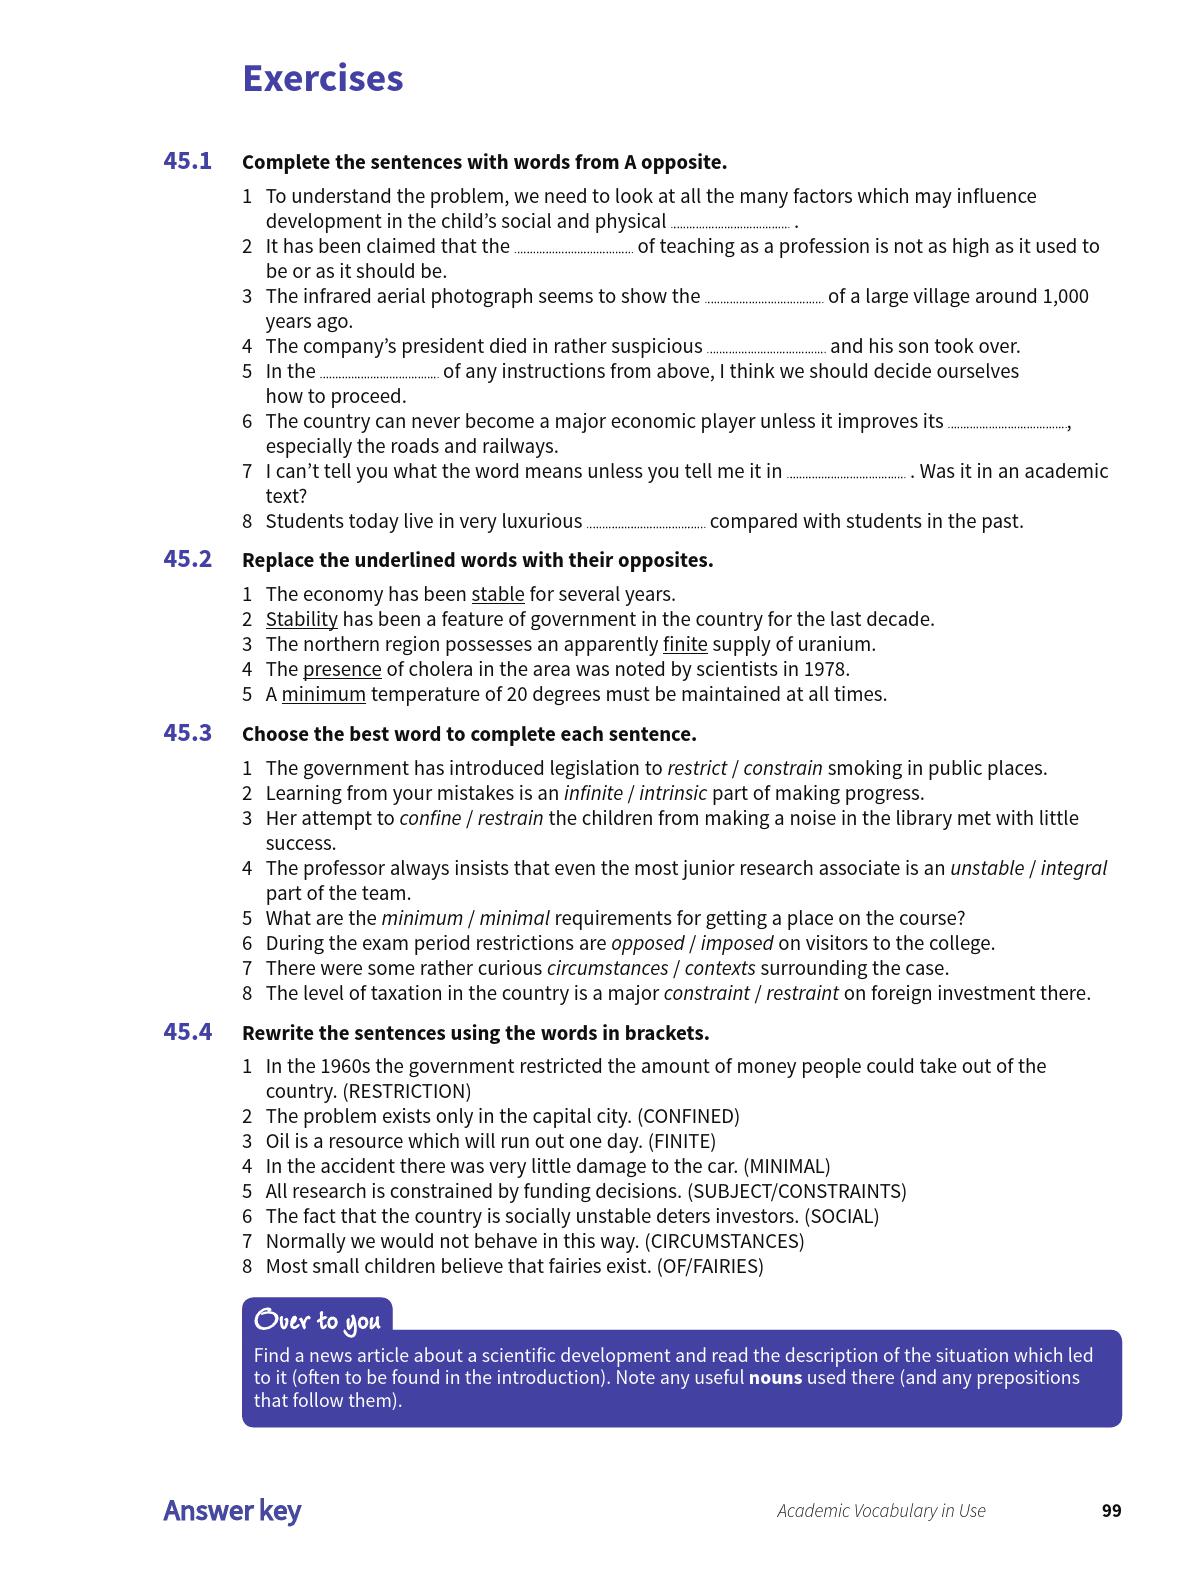 Exercises
45.1 Complete the sentences with words from A opposite.
1 To understand the problem, we need to look at all the many factors which may influence
development in the child's social and physical ........................................ .
2 It has been claimed that the ........................................ of teaching as a profession is not as high as it used to
be or as it should be.
3 The infrared aerial photograph seems to show the ........................................ of a large village around 1,000
years ago.
4 The company's president died in rather suspicious ........................................ and his son took over.
5 In the ........................................ of any instructions from above, I think we should decide ourselves
how to proceed.
6 The country can never become a major economic player unless it improves its ........................................,
especially the roads and railways.
7 I can't tell you what the word means unless you tell me it in ........................................ . Was it in an academic
text?
8 Students today live in very luxurious ........................................ compared with students in the past.
45.2 Replace the underlined words with their opposites.
1 The economy has been stable for several years.
2 Stability has been a feature of government in the country for the last decade.
3 The northern region possesses an apparently finite supply of uranium.
4 The presence of cholera in the area was noted by scientists in 1978.
5 A minimum temperature of 20 degrees must be maintained at all times.
45.3 Choose the best word to complete each sentence.
1 The government has introduced legislation to restrict / constrain smoking in public places.
2 Learning from your mistakes is an infinite / intrinsic part of making progress.
3 Her attempt to confine / restrain the children from making a noise in the library met with little
success.
4 The professor always insists that even the most junior research associate is an unstable / integral
part of the team.
5 What are the minimum / minimal requirements for getting a place on the course?
6 During the exam period restrictions are opposed / imposed on visitors to the college.
7 There were some rather curious circumstances / contexts surrounding the case.
8 The level of taxation in the country is a major constraint / restraint on foreign investment there.
45.4 Rewrite the sentences using the words in brackets.
1 In the 1960s the government restricted the amount of money people could take out of the
country. (RESTRICTION)
2 The problem exists only in the capital city. (CONFINED)
3 Oil is a resource which will run out one day. (FINITE)
4 In the accident there was very little damage to the car. (MINIMAL)
5 All research is constrained by funding decisions. (SUBJECT/CONSTRAINTS)
6 The fact that the country is socially unstable deters investors. (SOCIAL)
7 Normally we would not behave in this way. (CIRCUMSTANCES)
8 Most small children believe that fairies exist. (OF/FAIRIES)
Over to you
Find a news article about a scientific development and read the description of the situation which led
to it (often to be found in the introduction). Note any useful nouns used there (and any prepositions
that follow them).
Answer key Academic Vocabulary in Use 99